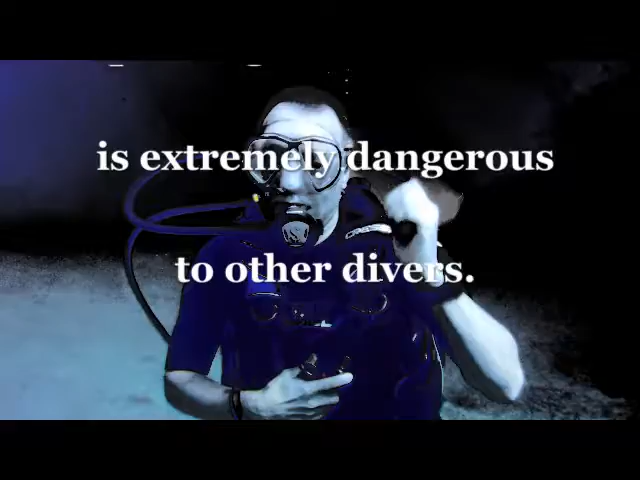 is extremely dangerous
to other divers.